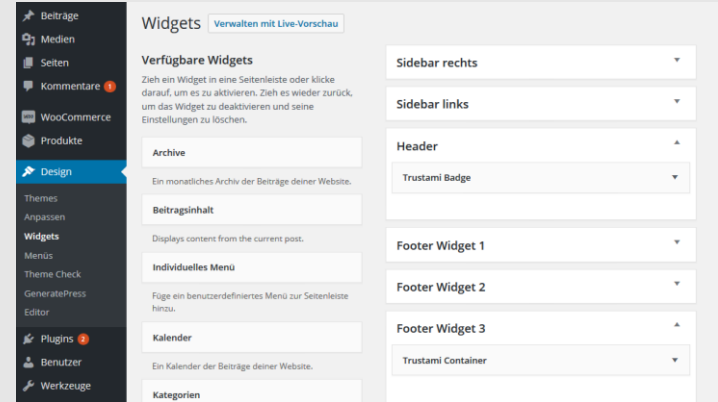 Beiträge
Medien
Seiten
Kommentare 1
WooCommerce
Produkte
Design
Themes
Anpassen
Widgets
Menüs
Theme Check
GeneratePress
Editor
Plugins 2
Benutzer
Werkzeuge
Widgets Verwalten mit Live-Vorschau
Verfügbare Widgets
Zieh ein Widget in eine Seitenleiste oder klicke
darauf, um es zu aktivieren. Zieh es wieder zurück,
um das Widget zu deaktivieren und seine
Einstellungen zu löschen.
Archive
Ein monatliches Archiv der Beiträge deiner Website.
Beitragsinhalt
Displays content from the current post.
Individuelles Menü
Füge ein benutzerdefiniertes Menü zur Seitenleiste
hinzu.
Kalender
Ein Kalender der Beiträge deiner Website.
Kategorien
Sidebar rechts
Sidebar links
Header
Trustami Badge
Footer Widget 1
Footer Widget 2
Footer Widget 3
Trustami Container